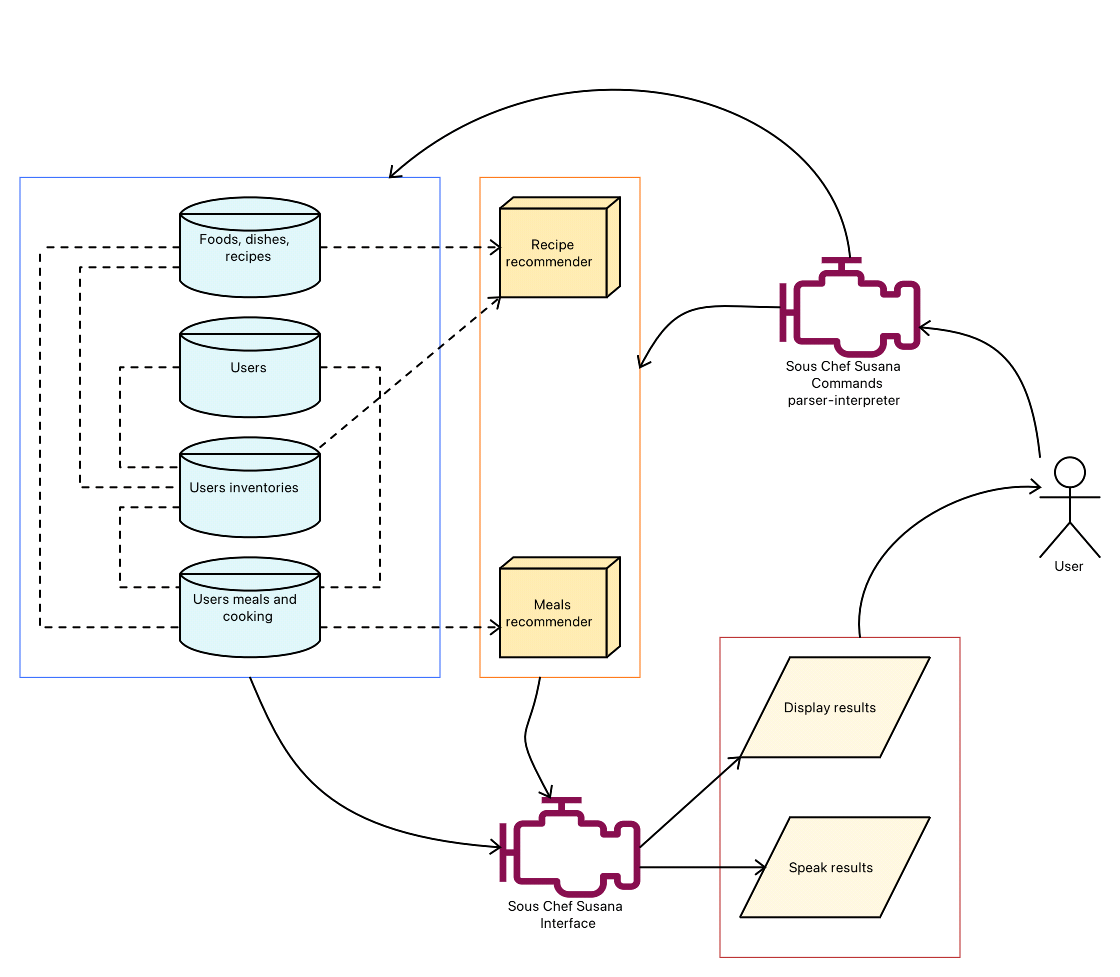 Foods, dishes,
recipes
Recipe
recommender
Users
Sous Chef Susana
Commands
parser-interpreter
Users inventories
User
Users meals and
cooking
Meals
recommender
Display results
Speak results
Sous Chef Susana
Interface